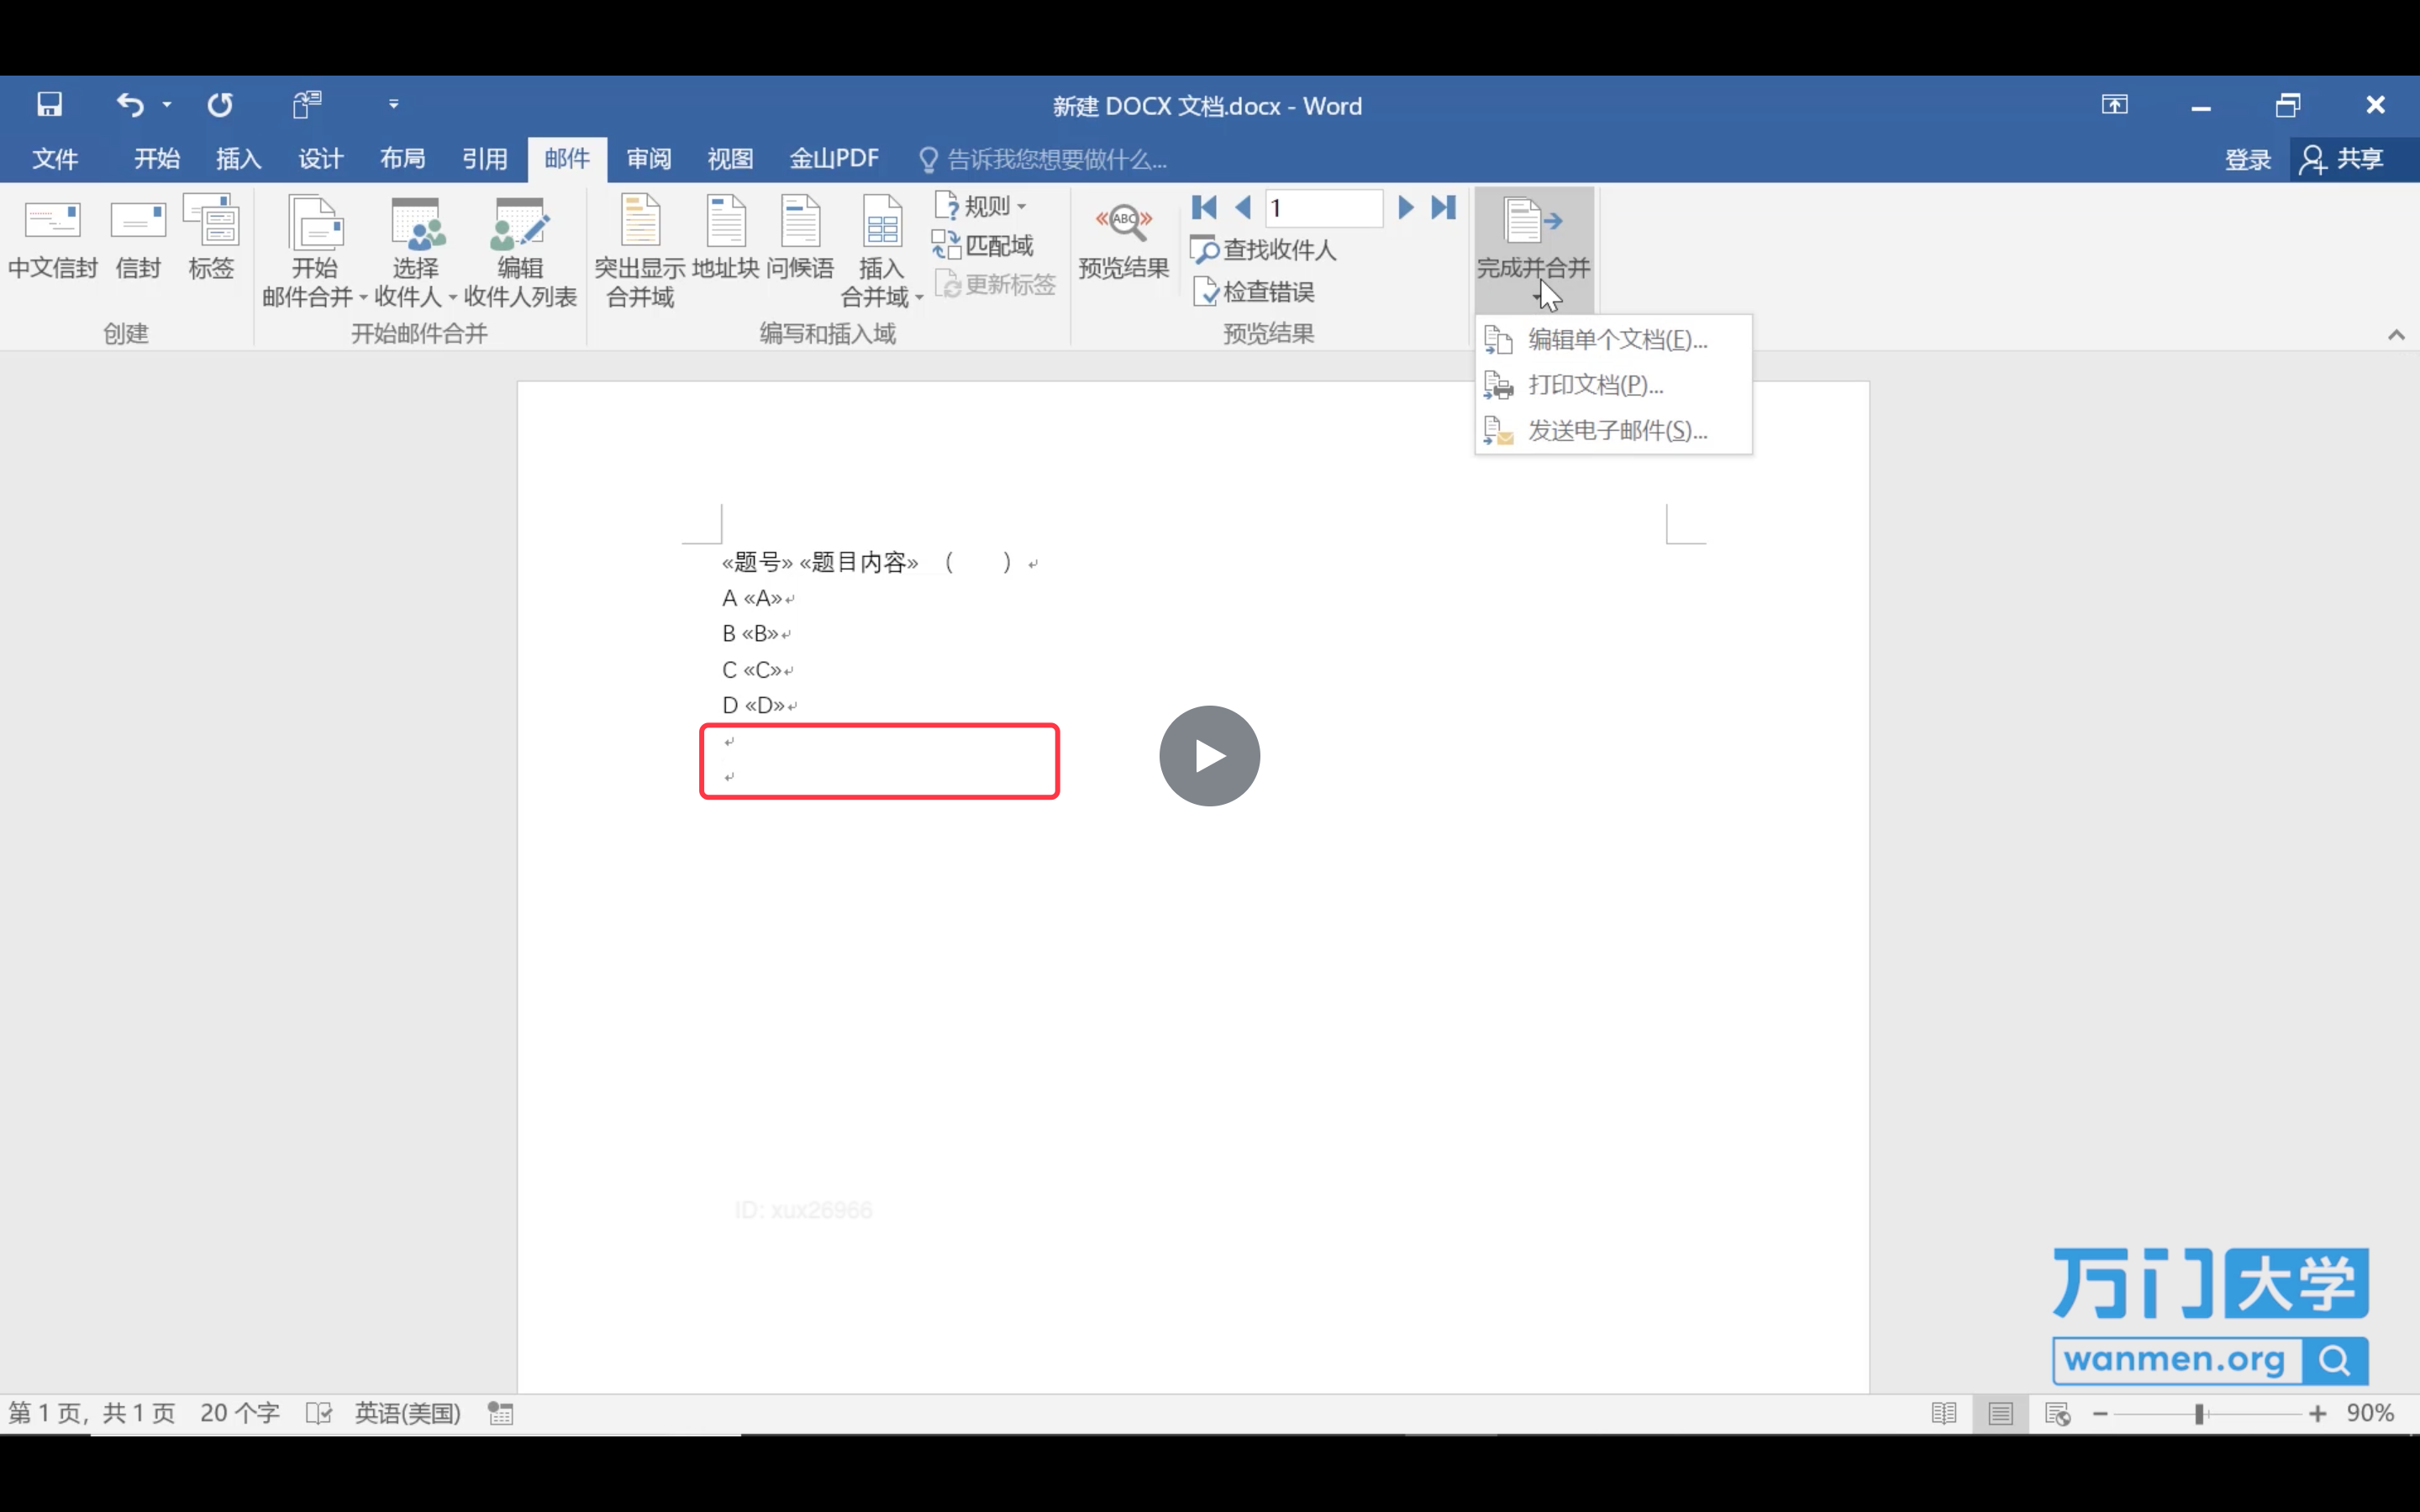 新建 DOCX 文档.docx - Word
文件 开始 插入 设计 布局 引用 邮件 审阅 视图 金山PDF 告诉我您想要做什么... 登录 共享
中文信封 信封 标签
创建
开始
邮件合并
选择
收件人
编辑
收件人列表
开始邮件合并
突出显示
合并域
地址块 问候语
插入
合并域
规则
匹配域
更新标签
编写和插入域
«ABC»
预览结果
1
查找收件人
检查错误
预览结果
完成并合并
编辑单个文档(E)...
打印文档(P)...
发送电子邮件(S)...
«题号» «题目内容» （ ）
A «A»
B «B»
C «C»
D «D»
ID: xux26966
万门大学
wanmen.org
第 1 页，共 1 页 20 个字 英语(美国) 90%